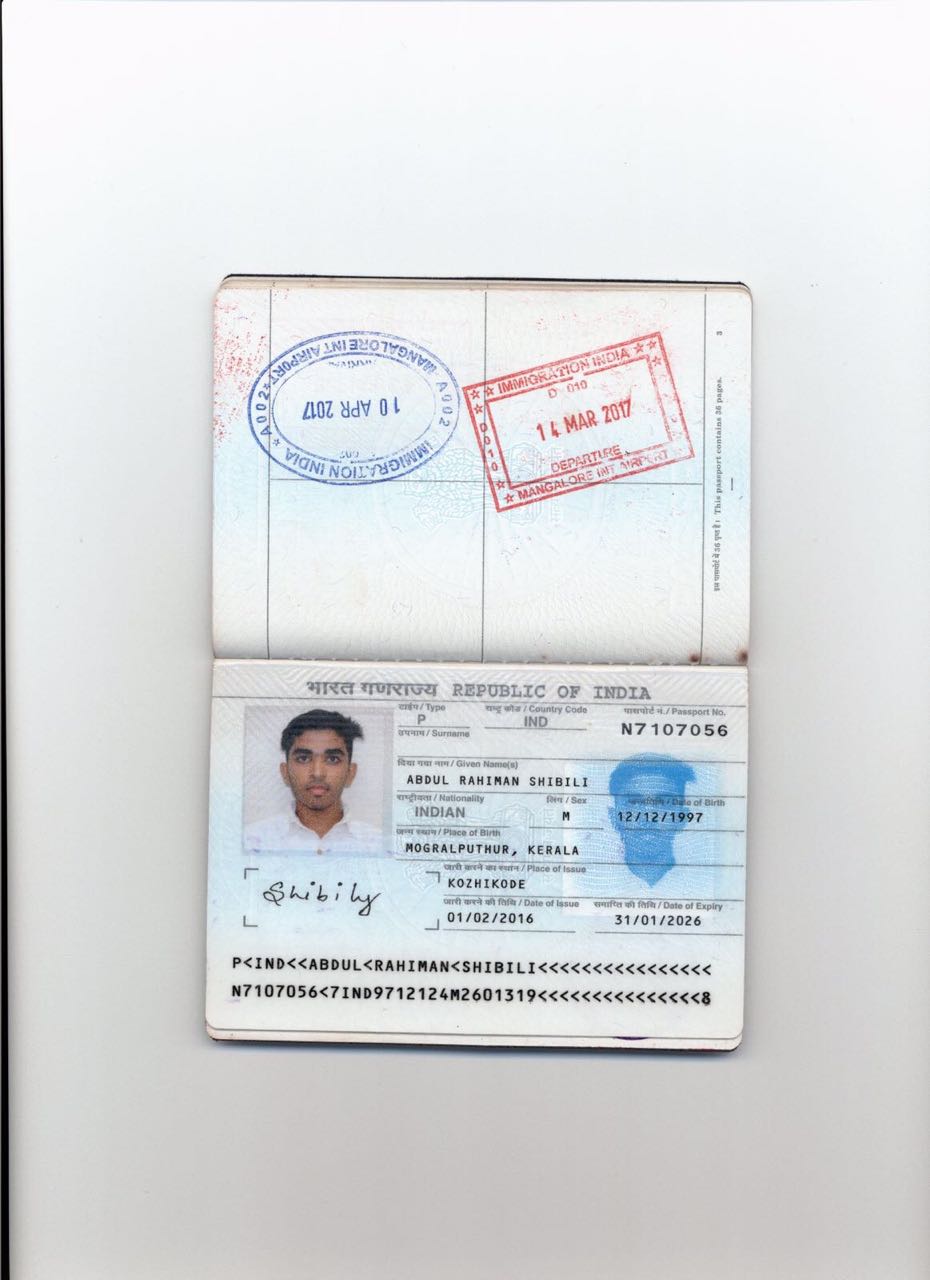 A002 * MANGALORE INT AIRPORT *
ARRIVAL
10 APR 2017
* IMMIGRATION INDIA * A002
☆ ☆ IMMIGRATION INDIA ☆ ☆
D 010
14 MAR 2017
DEPARTURE
☆ MANGALORE INT AIRPORT
☆ ☆ D010 ☆
3
इस पासपोर्ट में 36 पृष्ठ हैं। This passport contains 36 pages.
भारत गणराज्य REPUBLIC OF INDIA
टाईप / Type राष्ट्र कोड / Country Code पासपोर्ट नं. / Passport No.
P IND N7107056
उपनाम / Surname
दिया गया नाम / Given Name(s)
ABDUL RAHIMAN SHIBILI
राष्ट्रीयता / Nationality लिंग / Sex जन्मतिथि / Date of Birth
INDIAN M 12/12/1997
जन्म स्थान / Place of Birth
MOGRALPUTHUR, KERALA
जारी करने का स्थान / Place of Issue
KOZHIKODE
जारी करने की तिथि / Date of Issue समाप्ति की तिथि / Date of Expiry
01/02/2016 31/01/2026
Shibily
P<IND<<ABDUL<RAHIMAN<SHIBILI<<<<<<<<<<<<<<<<
N7107056<7IND9712124M2601319<<<<<<<<<<<<<<<8